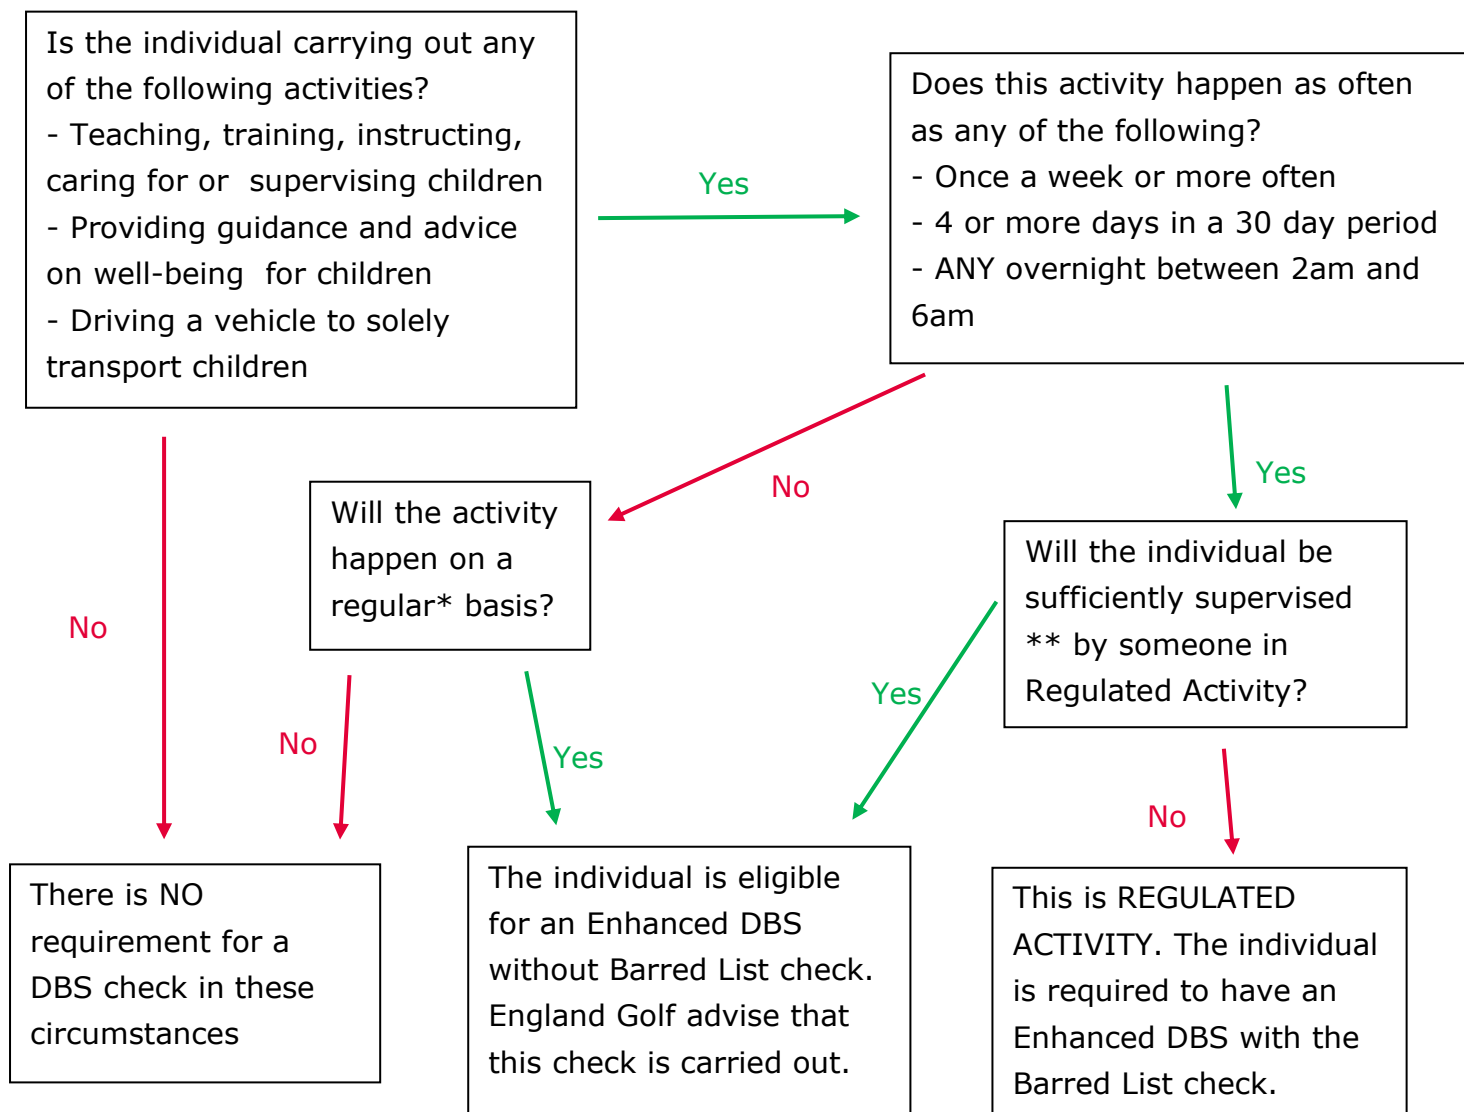 Is the individual carrying out any
of the following activities?
- Teaching, training, instructing,
caring for or  supervising children
- Providing guidance and advice
on well-being  for children
- Driving a vehicle to solely
transport children
Yes
Does this activity happen as often
as any of the following?
- Once a week or more often
- 4 or more days in a 30 day period
- ANY overnight between 2am and
6am
No
Yes
Will the activity
happen on a
regular* basis?
Will the individual be
sufficiently supervised
** by someone in
Regulated Activity?
No
No
Yes
Yes
No
There is NO
requirement for a
DBS check in these
circumstances
The individual is eligible
for an Enhanced DBS
without Barred List check.
England Golf advise that
this check is carried out.
This is REGULATED
ACTIVITY. The individual
is required to have an
Enhanced DBS with the
Barred List check.